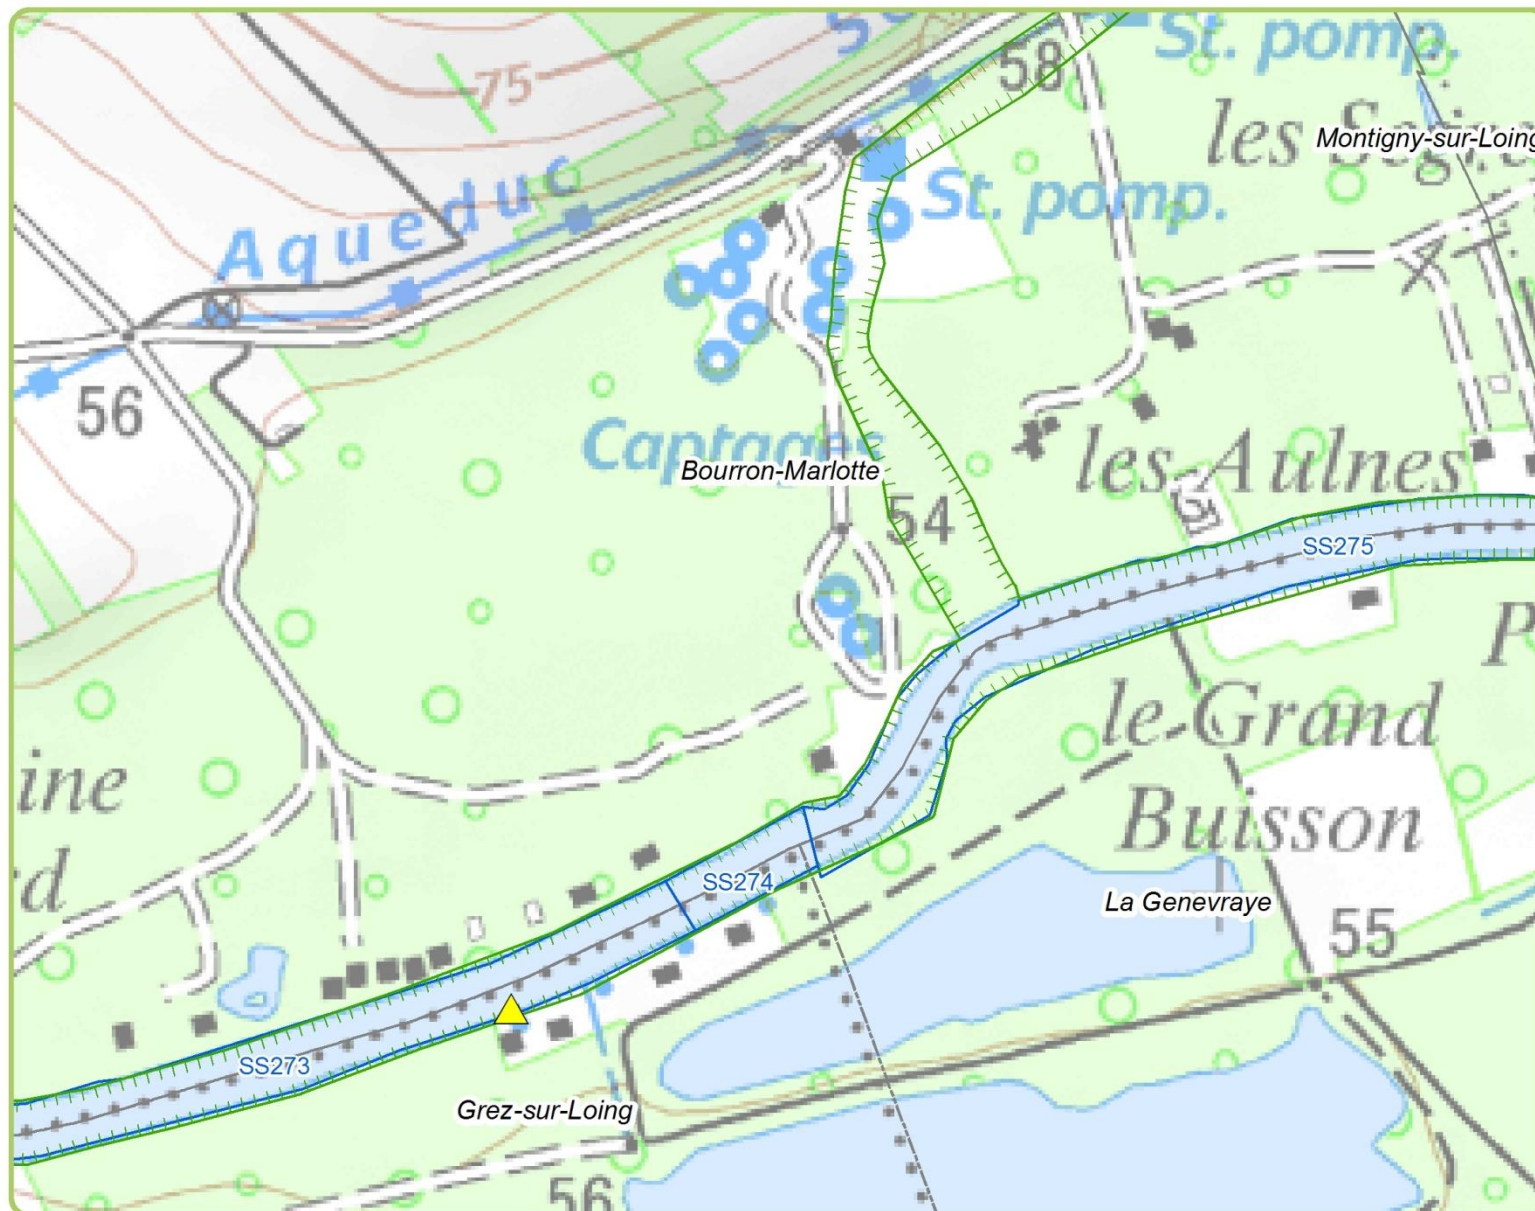 St. pomp.
58
75
les
Montigny-sur-Loing
Aqueduc
St. pomp.
56
Captages
Bourron-Marlotte
les Aulnes
54
51
SS275
P
le Grand
Buisson
ine
d
SS274
La Genevraye
55
SS273
Grez-sur-Loing
56